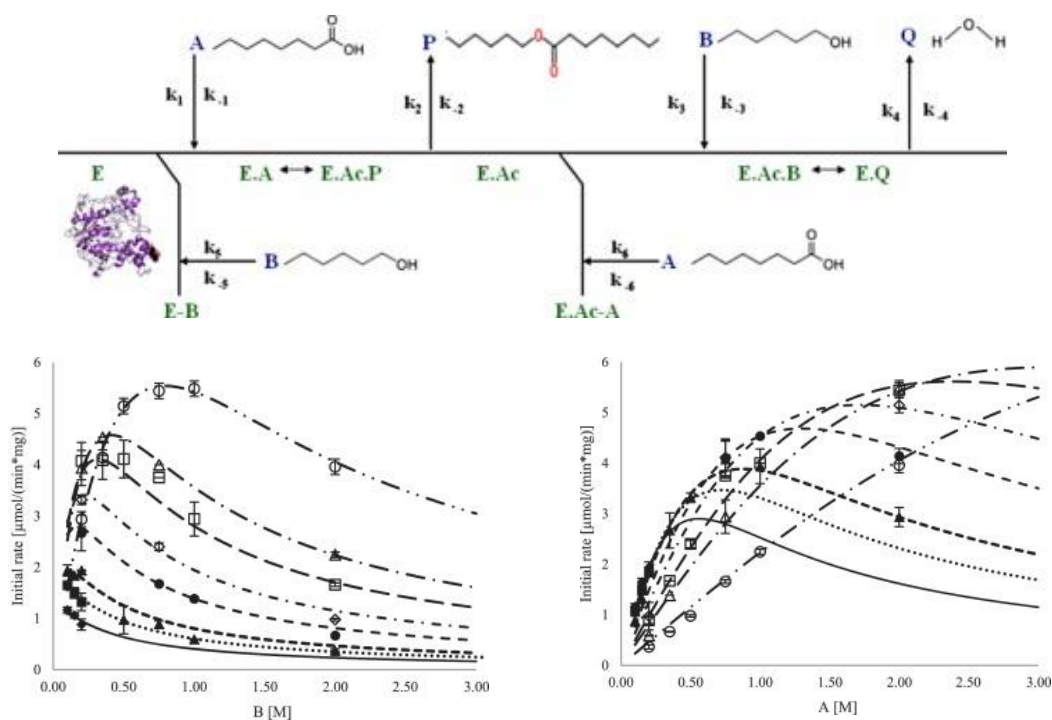 A
O
OH
P
O
O
B
OH
Q
O
H H
k1 k-1
k2 k-2
k3 k-3
k4 k-4
E
E.A ↔ E.Ac.P
E.Ac
E.Ac.B ↔ E.Q
k5
k-5
B
OH
k6
k-6
A
O
OH
E-B
E.Ac-A
Initial rate [µmol/(min*mg)]
6
5
4
3
2
1
0
0.00 0.50 1.00 1.50 2.00 2.50 3.00
B [M]
Initial rate [µmol/(min*mg)]
6
5
4
3
2
1
0
0.00 0.50 1.00 1.50 2.00 2.50 3.00
A [M]